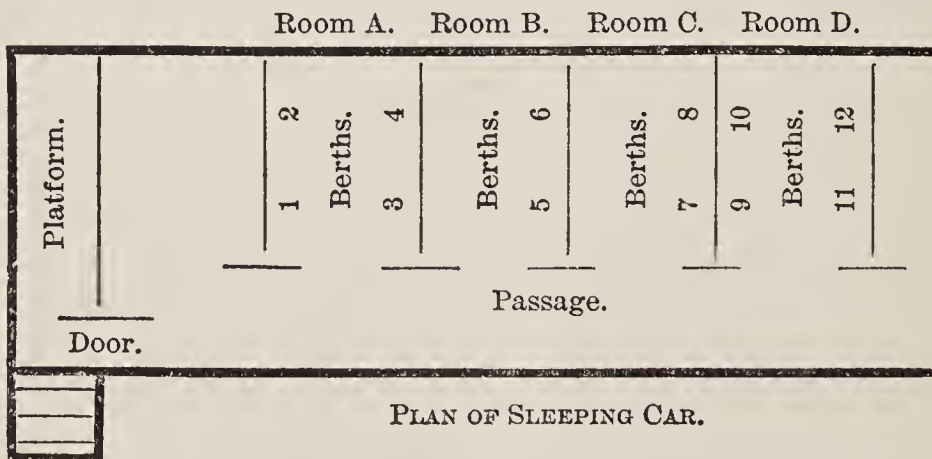 Room A. Room B. Room C. Room D.
Platform.
2 4 6 8 10 12
Berths. Berths. Berths. Berths.
1 3 5 7 9 11
Passage.
Door.
PLAN OF SLEEPING CAR.